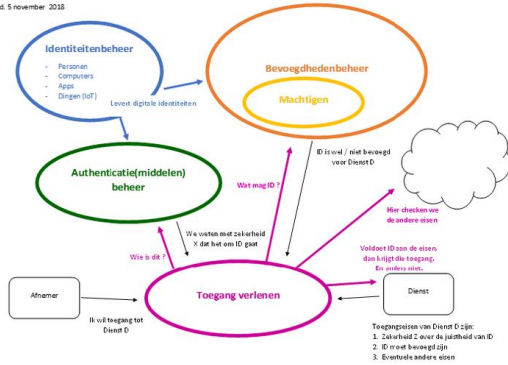 d. 5 november 2018
Identiteitenbeheer
- Personen
- Computers
- Apps
- Dingen (IoT)
Levert digitale identiteiten
Bevoegdhedenbeheer
Machtigen
Authenticatie(middelen)
beheer
ID is wel / niet bevoegd
voor Dienst D
Wat mag ID ?
Hier checken we
de andere eisen
We weten met zekerheid
X dat het om ID gaat
Wie is dit ?
Voldoet ID aan de eisen,
dan krijgt die toegang.
En anders niet.
Afnemer
Toegang verlenen
Dienst
Ik wil toegang tot
Dienst D
Toegangseisen van Dienst D zijn:
1. Zekerheid Z over de juistheid van ID
2. ID moet bevoegd zijn
3. Eventuele andere eisen